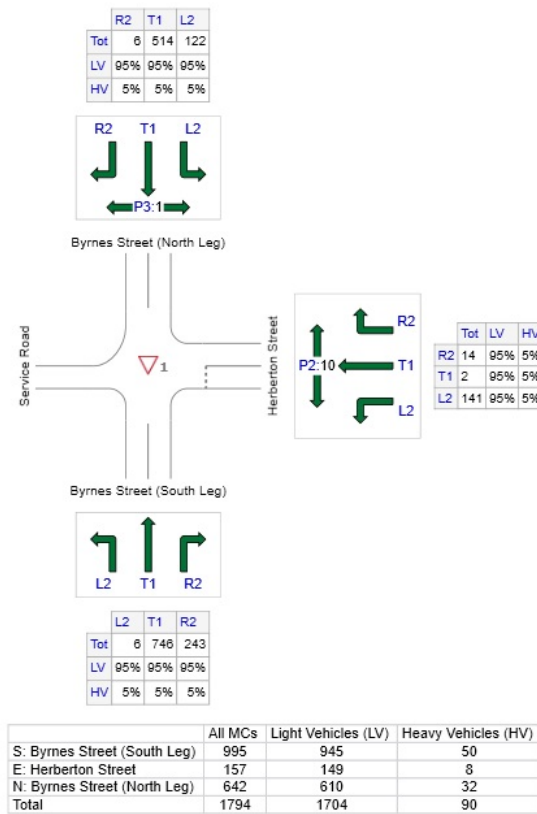 R2 T1 L2
Tot 6 514 122
LV 95% 95% 95%
HV 5% 5% 5%
R2 T1 L2
P3:1
Byrnes Street (North Leg)
Service Road
1
Herberton Street
R2
P2:10 T1
L2
Tot LV HV
R2 14 95% 5%
T1 2 95% 5%
L2 141 95% 5%
Byrnes Street (South Leg)
L2 T1 R2
L2 T1 R2
Tot 6 746 243
LV 95% 95% 95%
HV 5% 5% 5%
All MCs Light Vehicles (LV) Heavy Vehicles (HV)
S: Byrnes Street (South Leg) 995 945 50
E: Herberton Street 157 149 8
N: Byrnes Street (North Leg) 642 610 32
Total 1794 1704 90